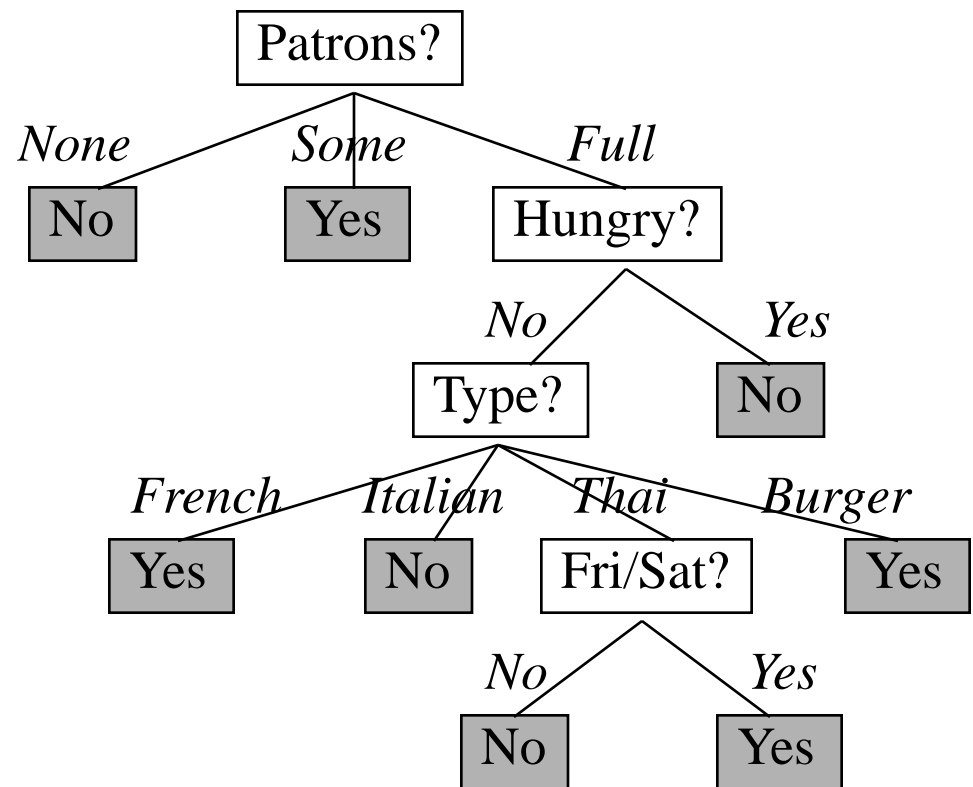 Patrons?
None Some Full
No Yes Hungry?
No Yes
Type? No
French Italian Thai Burger
Yes No Fri/Sat? Yes
No Yes
No Yes